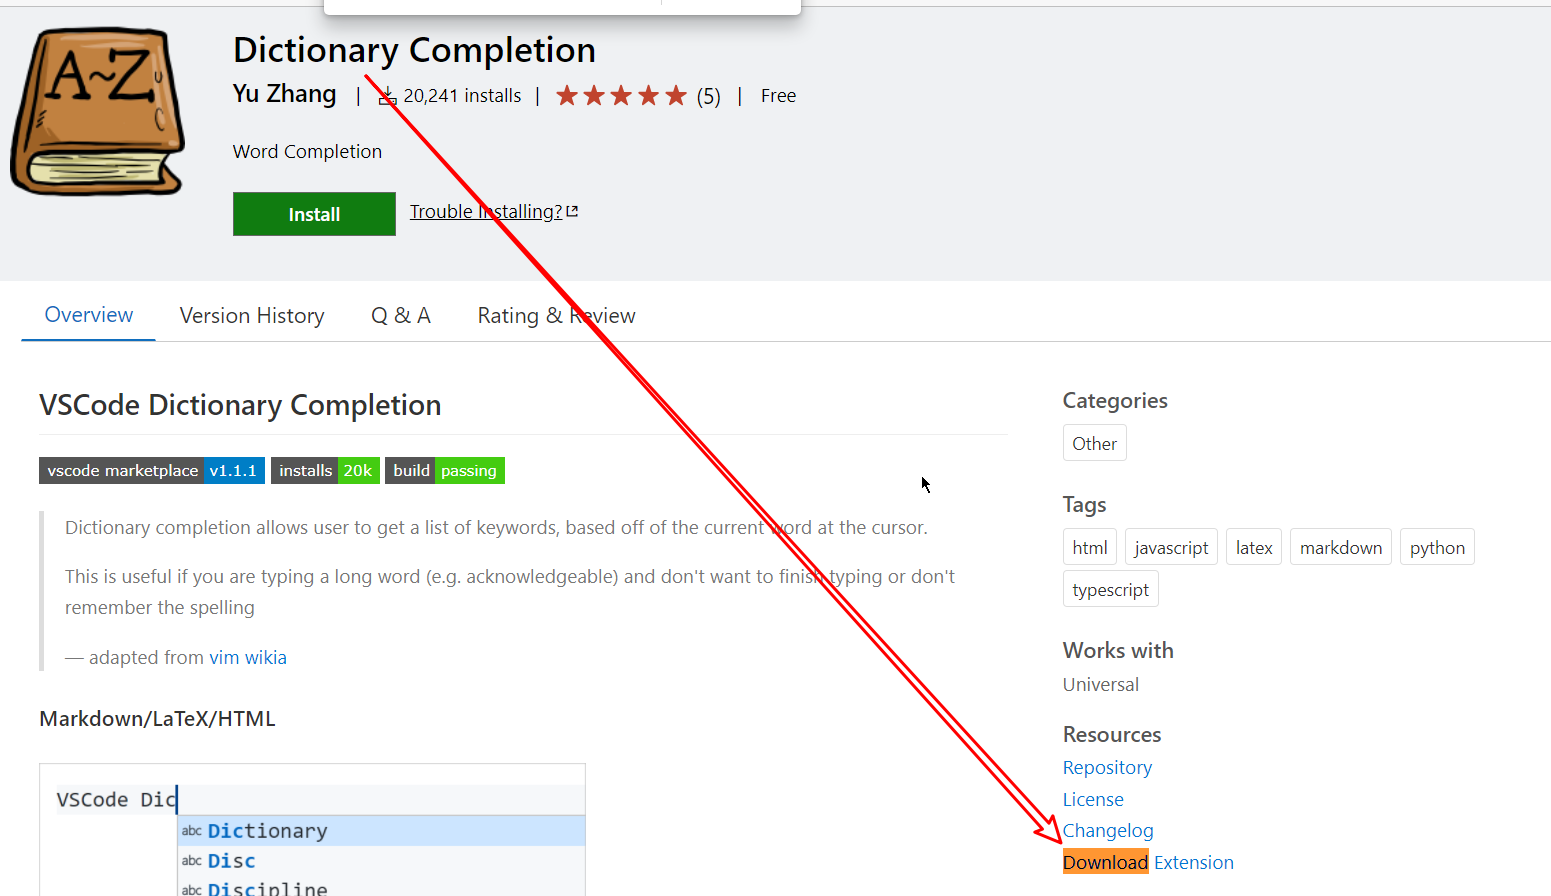 A~Z
Dictionary Completion
Yu Zhang | 20,241 installs | (5) | Free
Word Completion
Install Trouble Installing?
Overview Version History Q & A Rating & Review
VSCode Dictionary Completion
vscode marketplace v1.1.1 installs 20k build passing
Dictionary completion allows user to get a list of keywords, based off of the current word at the cursor.
This is useful if you are typing a long word (e.g. acknowledgeable) and don't want to finish typing or don't
remember the spelling
— adapted from vim wikia
Markdown/LaTeX/HTML
VSCode Dic
abc Dictionary
abc Disc
abc Discipline
Categories
Other
Tags
html javascript latex markdown python
typescript
Works with
Universal
Resources
Repository
License
Changelog
Download Extension